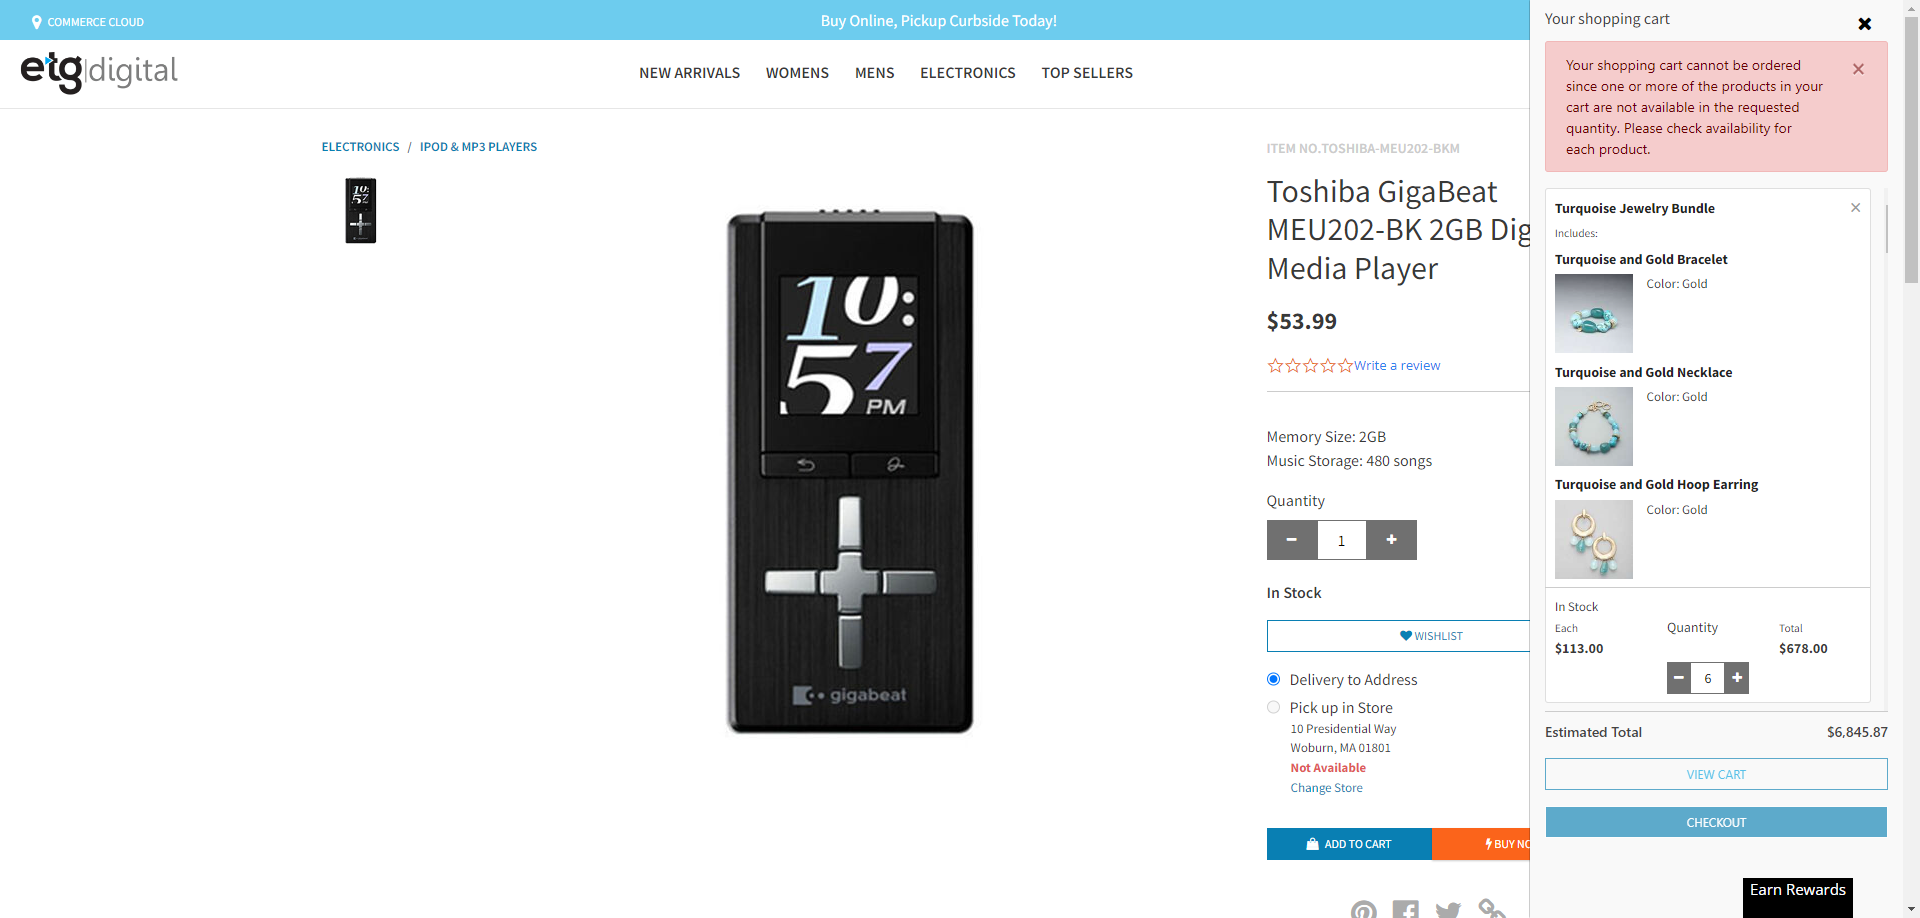 COMMERCE CLOUD
Buy Online, Pickup Curbside Today!
etg|digital
NEW ARRIVALS WOMENS MENS ELECTRONICS TOP SELLERS
ELECTRONICS / IPOD & MP3 PLAYERS
10:
57
10:
57
PM
gigabeat
ITEM NO.TOSHIBA-MEU202-BKM
Toshiba GigaBeat
MEU202-BK 2GB Dig
Media Player
$53.99
Write a review
Memory Size: 2GB
Music Storage: 480 songs
Quantity
− 1 +
In Stock
WISHLIST
Delivery to Address
Pick up in Store
10 Presidential Way
Woburn, MA 01801
Not Available
Change Store
ADD TO CART
BUY NO
Your shopping cart
Your shopping cart cannot be ordered
since one or more of the products in your
cart are not available in the requested
quantity. Please check availability for
each product.
Turquoise Jewelry Bundle
Includes:
Turquoise and Gold Bracelet
Color: Gold
Turquoise and Gold Necklace
Color: Gold
Turquoise and Gold Hoop Earring
Color: Gold
In Stock
Each Quantity Total
$113.00 $678.00
− 6 +
Estimated Total $6,845.87
VIEW CART
CHECKOUT
Earn Rewards